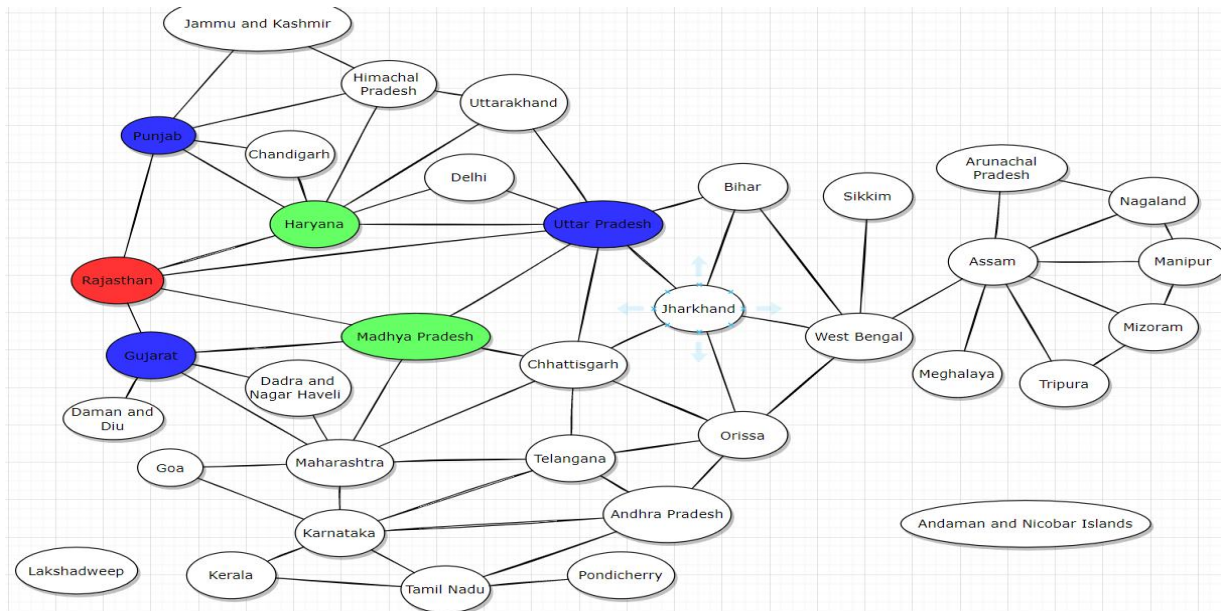 Jammu and Kashmir
Himachal
Pradesh
Uttarakhand
Punjab
Chandigarh
Delhi
Haryana
Uttar Pradesh
Bihar
Sikkim
Arunachal
Pradesh
Nagaland
Assam
Manipur
Rajasthan
Jharkhand
Mizoram
Madhya Pradesh
West Bengal
Gujarat
Chhattisgarh
Meghalaya
Tripura
Dadra and
Nagar Haveli
Daman and
Diu
Orissa
Goa
Maharashtra
Telangana
Andhra Pradesh
Andaman and Nicobar Islands
Karnataka
Lakshadweep
Kerala
Tamil Nadu
Pondicherry